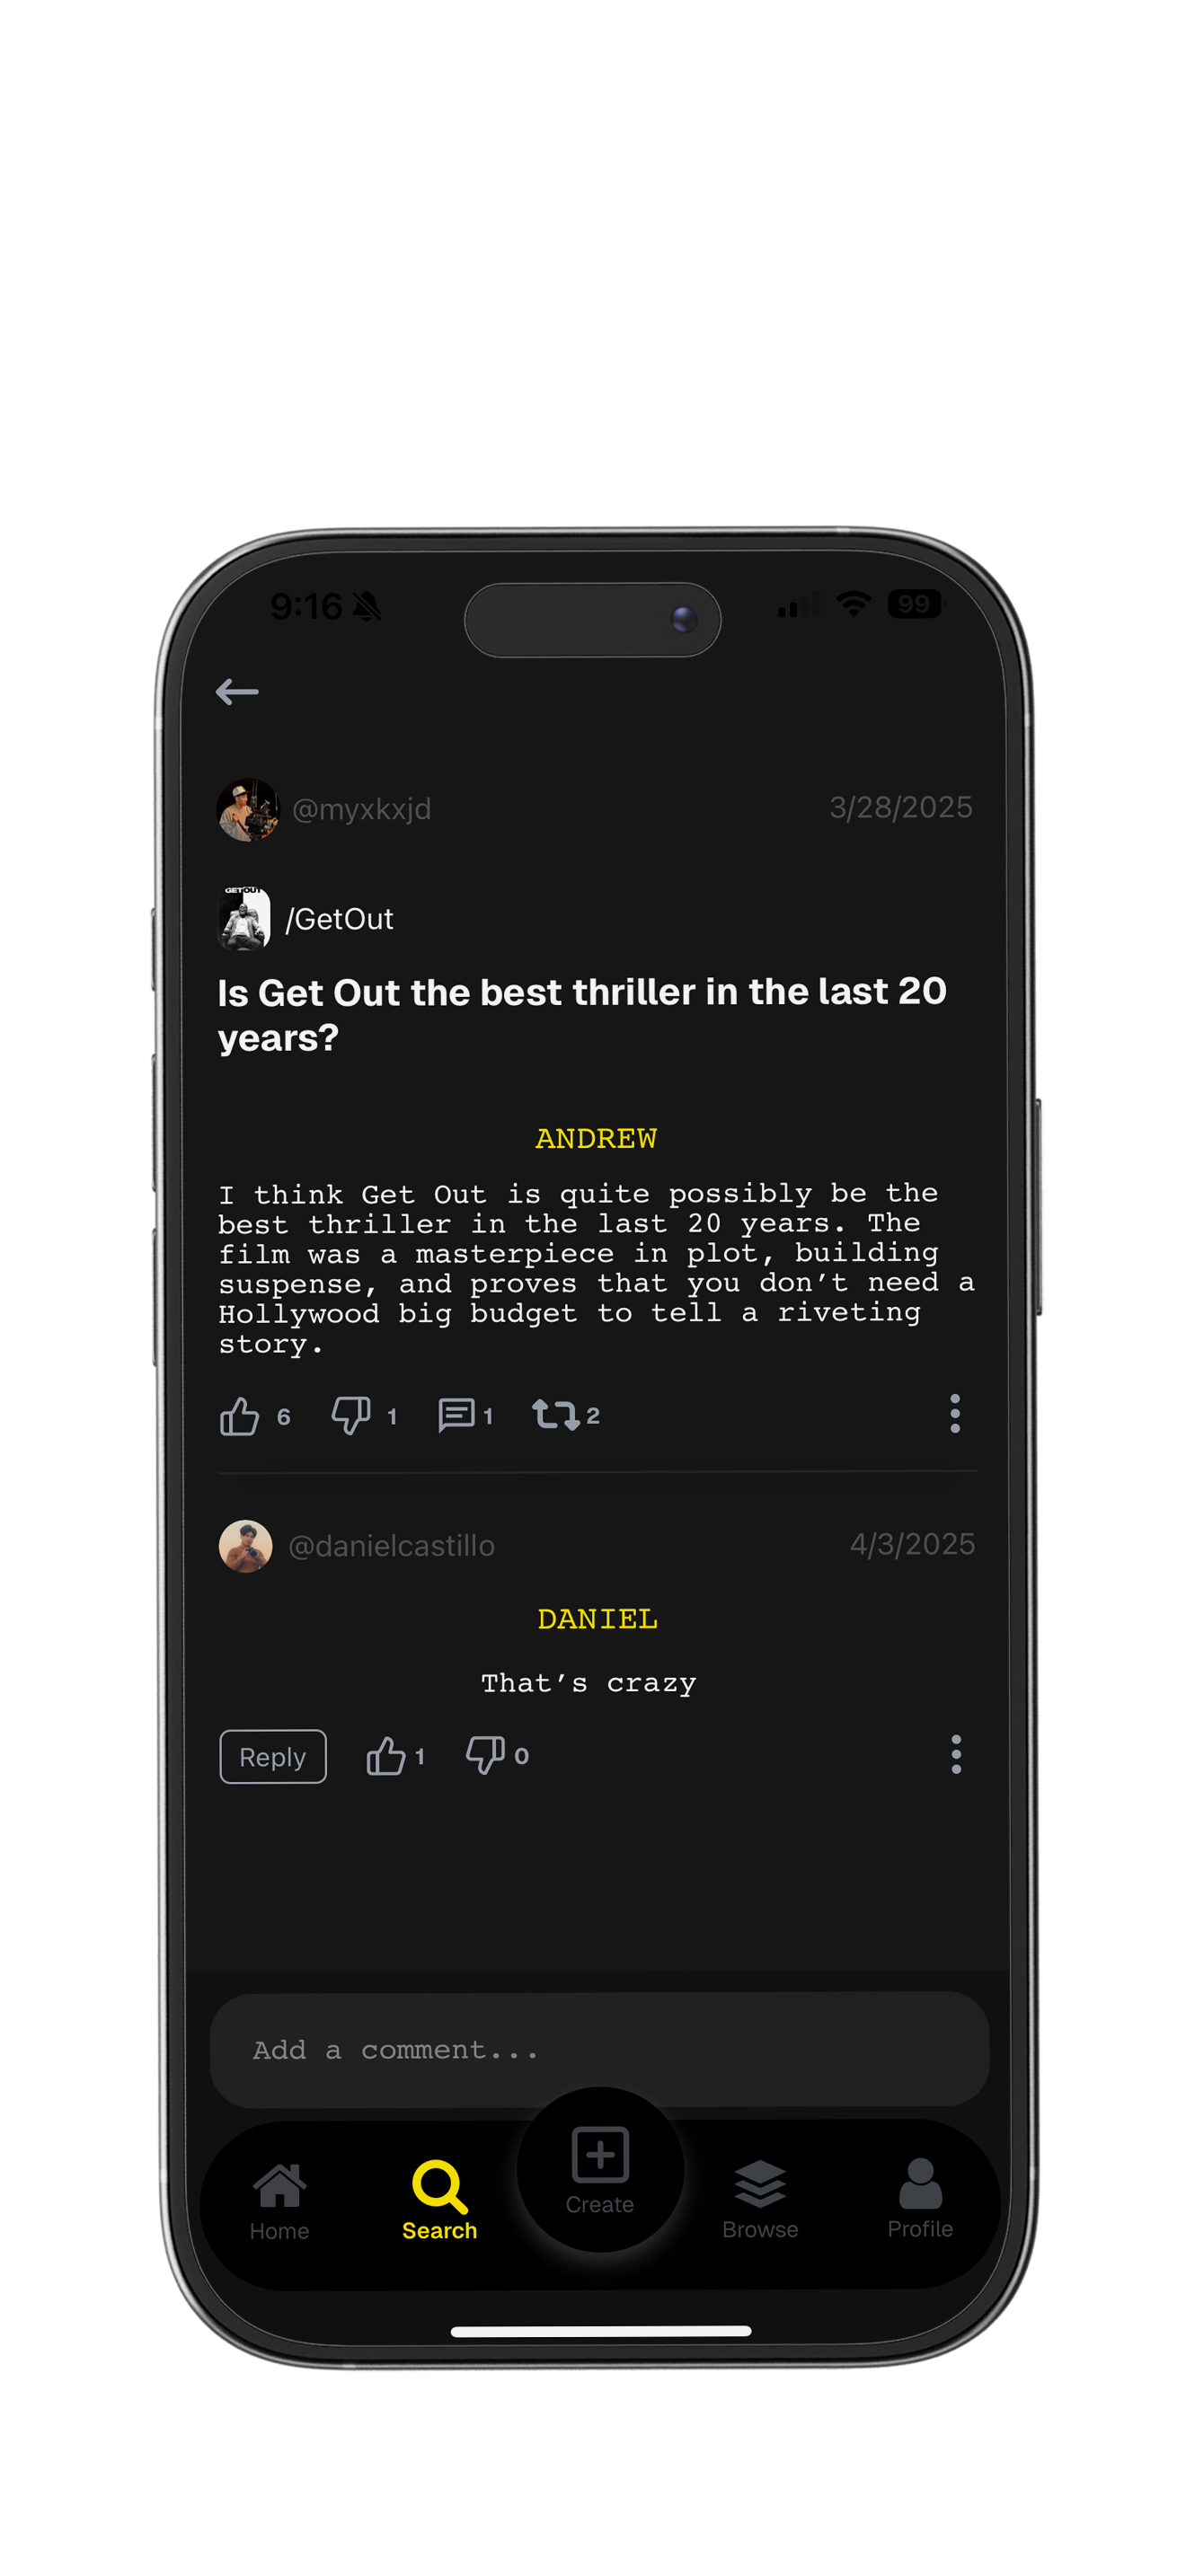 9:16
99
@myxkxjd 3/28/2025
GET OUT
/GetOut
Is Get Out the best thriller in the last 20
years?
ANDREW
I think Get Out is quite possibly be the
best thriller in the last 20 years. The
film was a masterpiece in plot, building
suspense, and proves that you don’t need a
Hollywood big budget to tell a riveting
story.
6 1 1 2
@danielcastillo 4/3/2025
DANIEL
That’s crazy
Reply 1 0
Add a comment...
Home Search Create Browse Profile